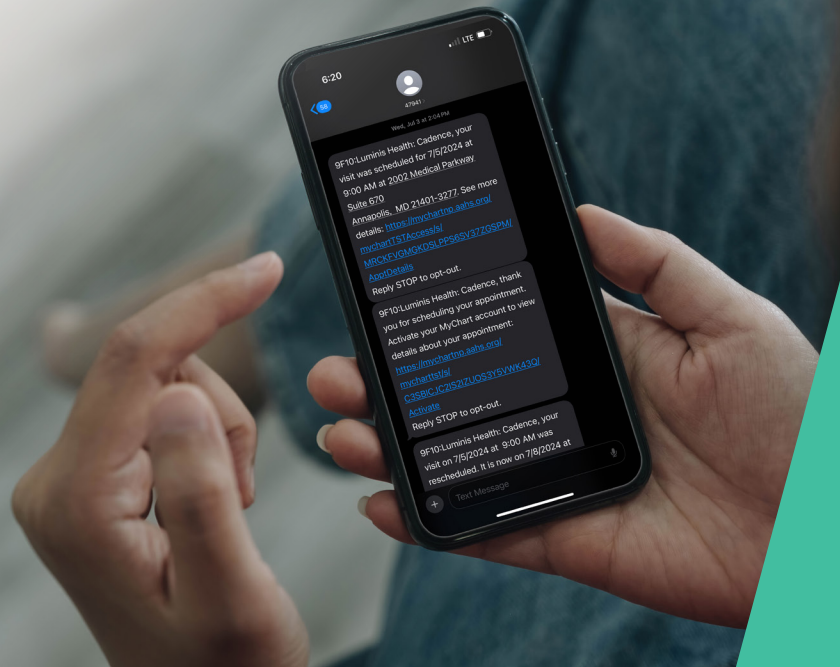 6:20
LTE
58
47941
Wed, Jul 3 at 2:04 PM
9F10:Luminis Health: Cadence, your
visit was scheduled for 7/5/2024 at
9:00 AM at 2002 Medical Parkway
Suite 670
Annapolis, MD 21401-3277. See more
details: https://mychartnp.aahs.org/
mychartTSTAccess/s/
MRCKFVGMGKDSLPPS6SV37ZGSPM/
ApptDetails
Reply STOP to opt-out.
9F10:Luminis Health: Cadence, thank
you for scheduling your appointment.
Activate your MyChart account to view
details about your appointment:
https://mychartnp.aahs.org/
mycharttst/s/
C3SBICJC2IS2IZUOS3Y5VWK43Q/
Activate
Reply STOP to opt-out.
9F10:Luminis Health: Cadence, your
visit on 7/5/2024 at 9:00 AM was
rescheduled. It is now on 7/8/2024 at
Text Message